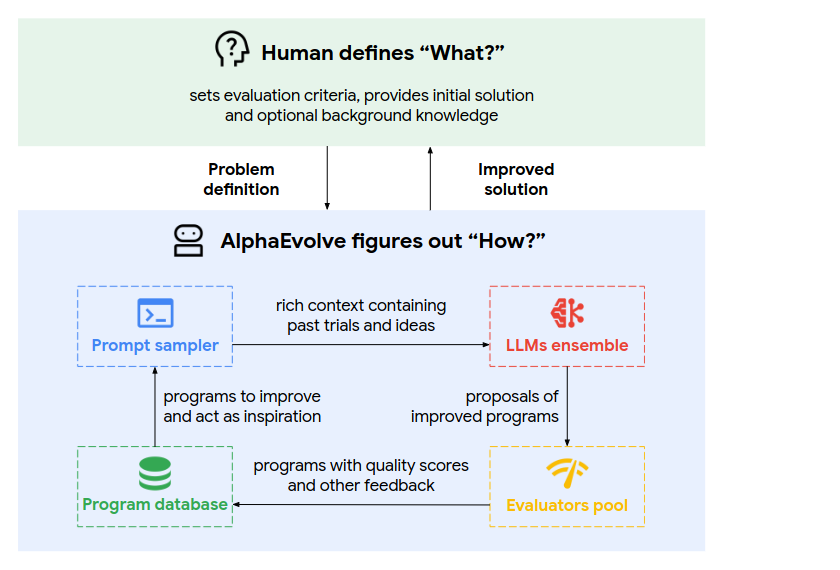 Human defines “What?”
sets evaluation criteria, provides initial solution
and optional background knowledge
Problem
definition
Improved
solution
AlphaEvolve figures out “How?”
Prompt sampler
rich context containing
past trials and ideas
LLMs ensemble
programs to improve
and act as inspiration
proposals of
improved programs
Program database
programs with quality scores
and other feedback
Evaluators pool